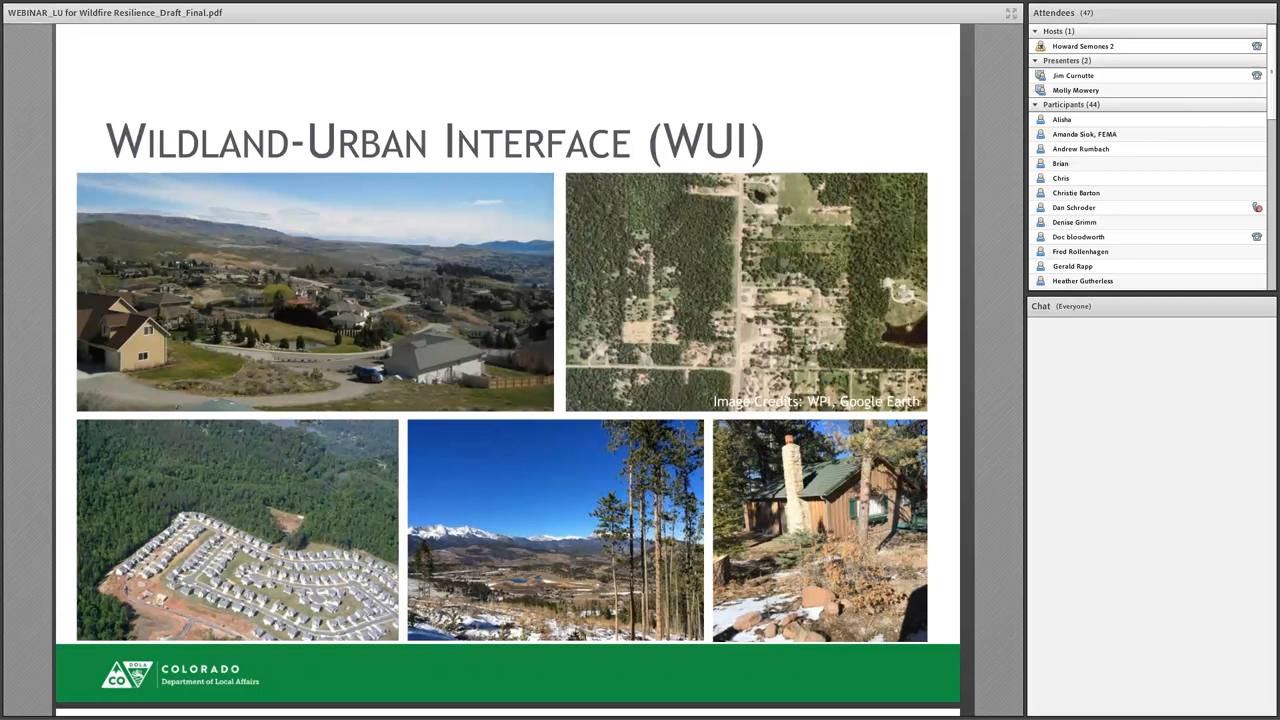 WEBINAR_LU for Wildfire Resilience_Draft_Final.pdf
WILDLAND-URBAN INTERFACE (WUI)
Image Credits: WPI, Google Earth
CO
DOLA
COLORADO
Department of Local Affairs
Attendees (47)
Hosts (1)
Howard Semones 2
Presenters (2)
Jim Curnutte
Molly Mowery
Participants (44)
Alisha
Amanda Siok, FEMA
Andrew Rumbach
Brian
Chris
Christie Barton
Dan Schroder
Denise Grimm
Doc bloodworth
Fred Rollenhagen
Gerald Rapp
Heather Gutherless
Chat (Everyone)